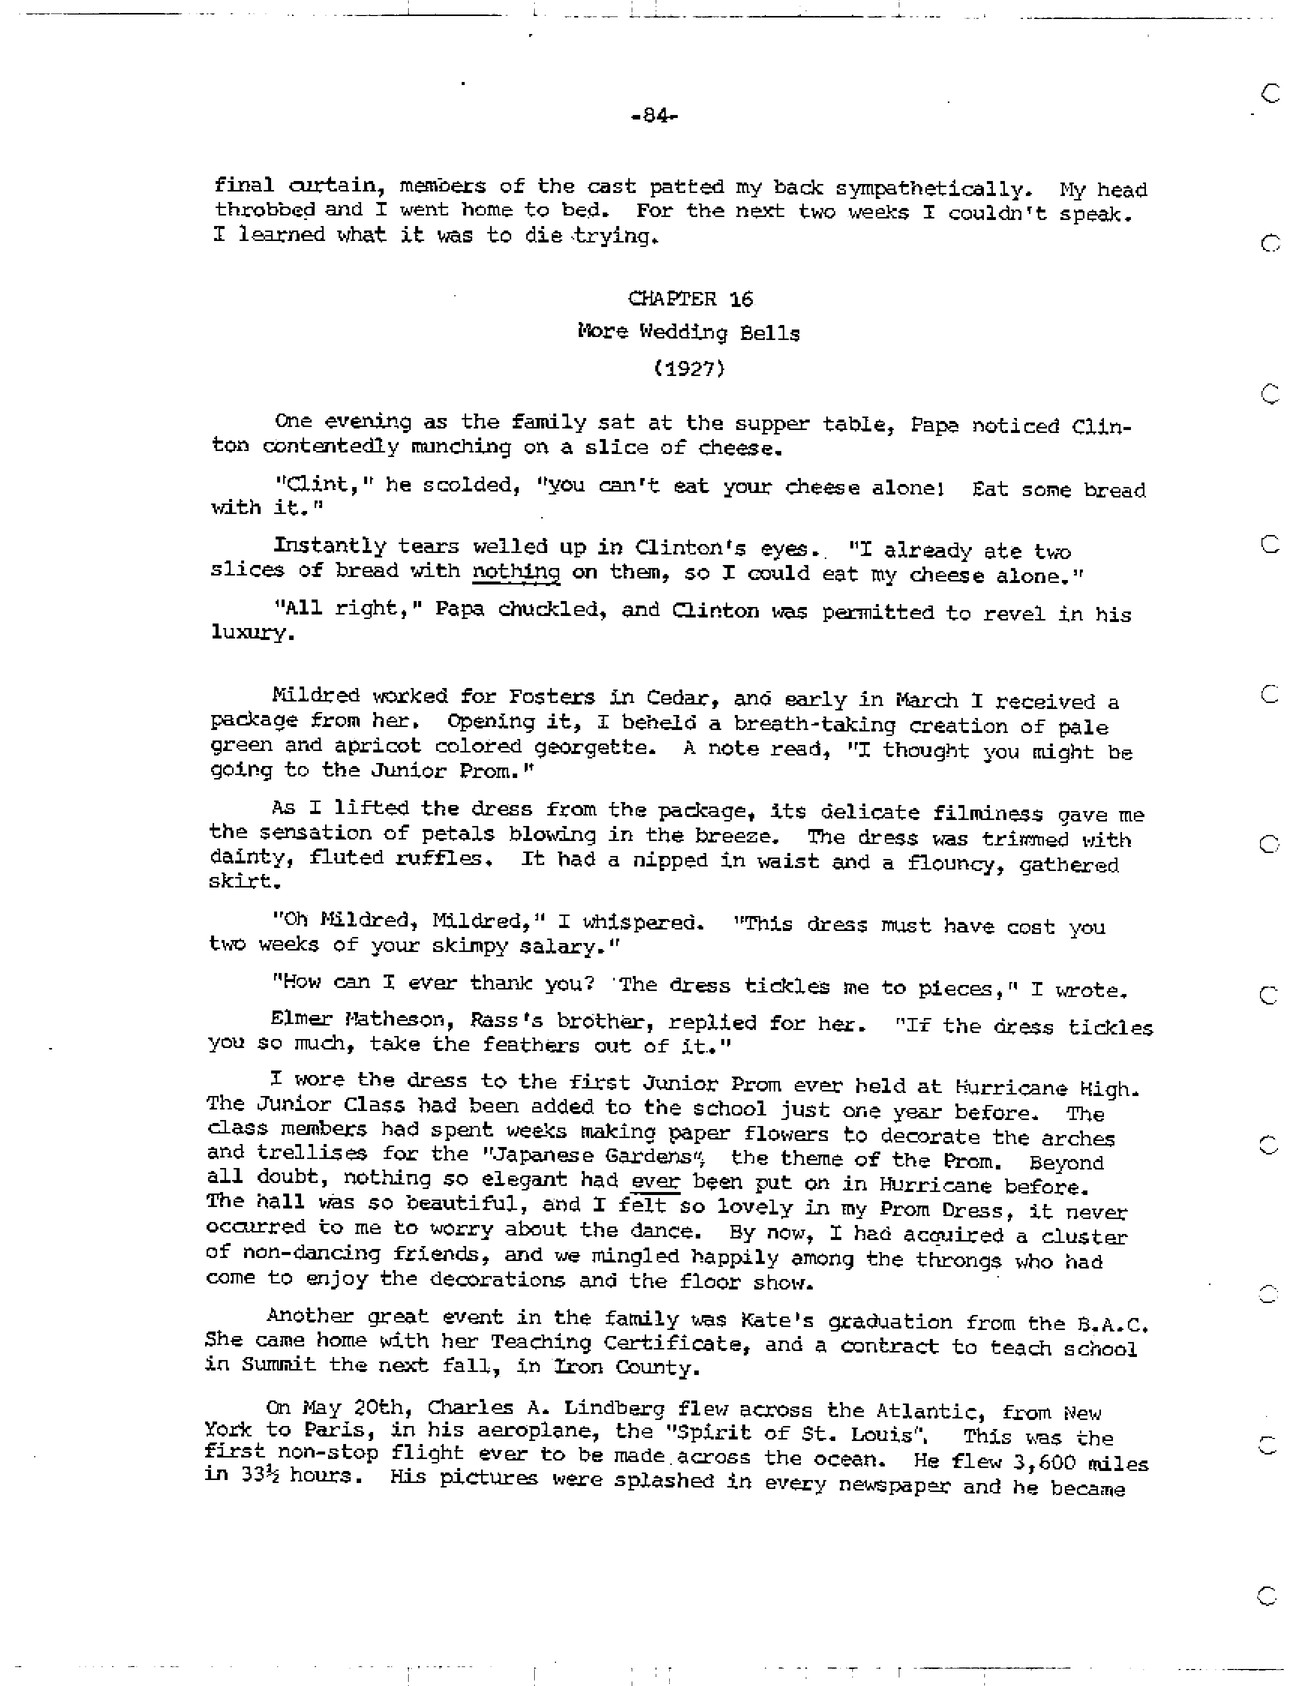 -84-
final curtain, members of the cast patted my back sympathetically. My head
throbbed and I went home to bed. For the next two weeks I couldn't speak.
I learned what it was to die trying.
CHAPTER 16
More Wedding Bells
(1927)
One evening as the family sat at the supper table, Papa noticed Clin-
ton contentedly munching on a slice of cheese.
"Clint," he scolded, "you can't eat your cheese alone! Eat some bread
with it."
Instantly tears welled up in Clinton's eyes. "I already ate two
slices of bread with nothing on them, so I could eat my cheese alone."
"All right," Papa chuckled, and Clinton was permitted to revel in his
luxury.
Mildred worked for Fosters in Cedar, and early in March I received a
package from her. Opening it, I beheld a breath-taking creation of pale
green and apricot colored georgette. A note read, "I thought you might be
going to the Junior Prom."
As I lifted the dress from the package, its delicate filminess gave me
the sensation of petals blowing in the breeze. The dress was trimmed with
dainty, fluted ruffles. It had a nipped in waist and a flouncy, gathered
skirt.
"Oh Mildred, Mildred," I whispered. "This dress must have cost you
two weeks of your skimpy salary."
"How can I ever thank you? The dress tickles me to pieces," I wrote.
Elmer Matheson, Rass's brother, replied for her. "If the dress tickles
you so much, take the feathers out of it."
I wore the dress to the first Junior Prom ever held at Hurricane High.
The Junior Class had been added to the school just one year before. The
class members had spent weeks making paper flowers to decorate the arches
and trellises for the "Japanese Gardens", the theme of the Prom. Beyond
all doubt, nothing so elegant had ever been put on in Hurricane before.
The hall was so beautiful, and I felt so lovely in my Prom Dress, it never
occurred to me to worry about the dance. By now, I had acquired a cluster
of non-dancing friends, and we mingled happily among the throngs who had
come to enjoy the decorations and the floor show.
Another great event in the family was Kate's graduation from the B.A.C.
She came home with her Teaching Certificate, and a contract to teach school
in Summit the next fall, in Iron County.
On May 20th, Charles A. Lindberg flew across the Atlantic, from New
York to Paris, in his aeroplane, the "Spirit of St. Louis". This was the
first non-stop flight ever to be made across the ocean. He flew 3,600 miles
in 33½ hours. His pictures were splashed in every newspaper and he became